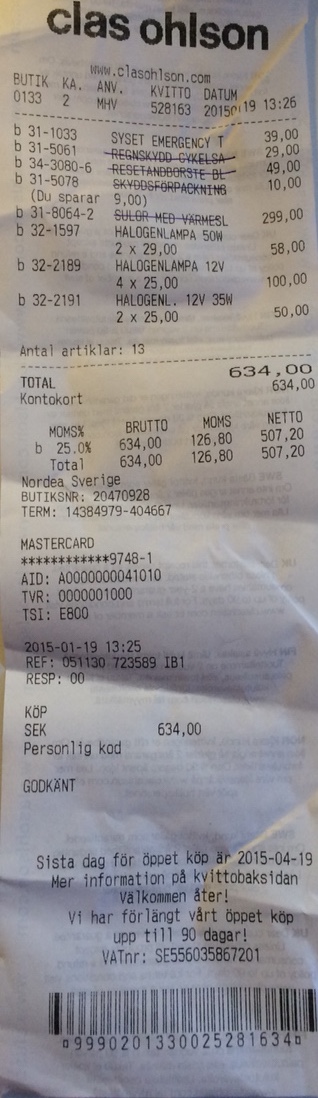 clas ohlson
www.clasohlson.com
BUTIK KA. ANV. KVITTO DATUM
0133 2 MHV 528163 20150119 13:26
b 31-1033 SYSET EMERGENCY T 39,00
b 31-5061 REGNSKYDD CYKELSA 29,00
b 34-3080-6 RESETANDBORSTE BL 49,00
b 31-5078 SKYDDSFÖRPACKNING 10,00
(Du sparar 9,00)
b 31-8064-2 SULOR MED VÄRMESL 299,00
b 32-1597 HALOGENLAMPA 50W
2 x 29,00 58,00
b 32-2189 HALOGENLAMPA 12V
4 x 25,00 100,00
b 32-2191 HALOGENL. 12V 35W
2 x 25,00 50,00
Antal artiklar: 13
634,00
TOTAL 634,00
Kontokort
MOMS% BRUTTO MOMS NETTO
b 25.0% 634,00 126,80 507,20
Total 634,00 126,80 507,20
Nordea Sverige
BUTIKSNR: 20470928
TERM: 14384979-404667
MASTERCARD
************9748-1
AID: A0000000041010
TVR: 0000001000
TSI: E800
2015-01-19 13:25
REF: 051130 723589 IB1
RESP: 00
KÖP
SEK 634,00
Personlig kod
GODKÄNT
Sista dag för öppet köp är 2015-04-19
Mer information på kvittobaksidan
Välkommen åter!
Vi har förlängt vårt öppet köp
upp till 90 dagar!
VATnr: SE556035867201
¤9990201330025281634¤